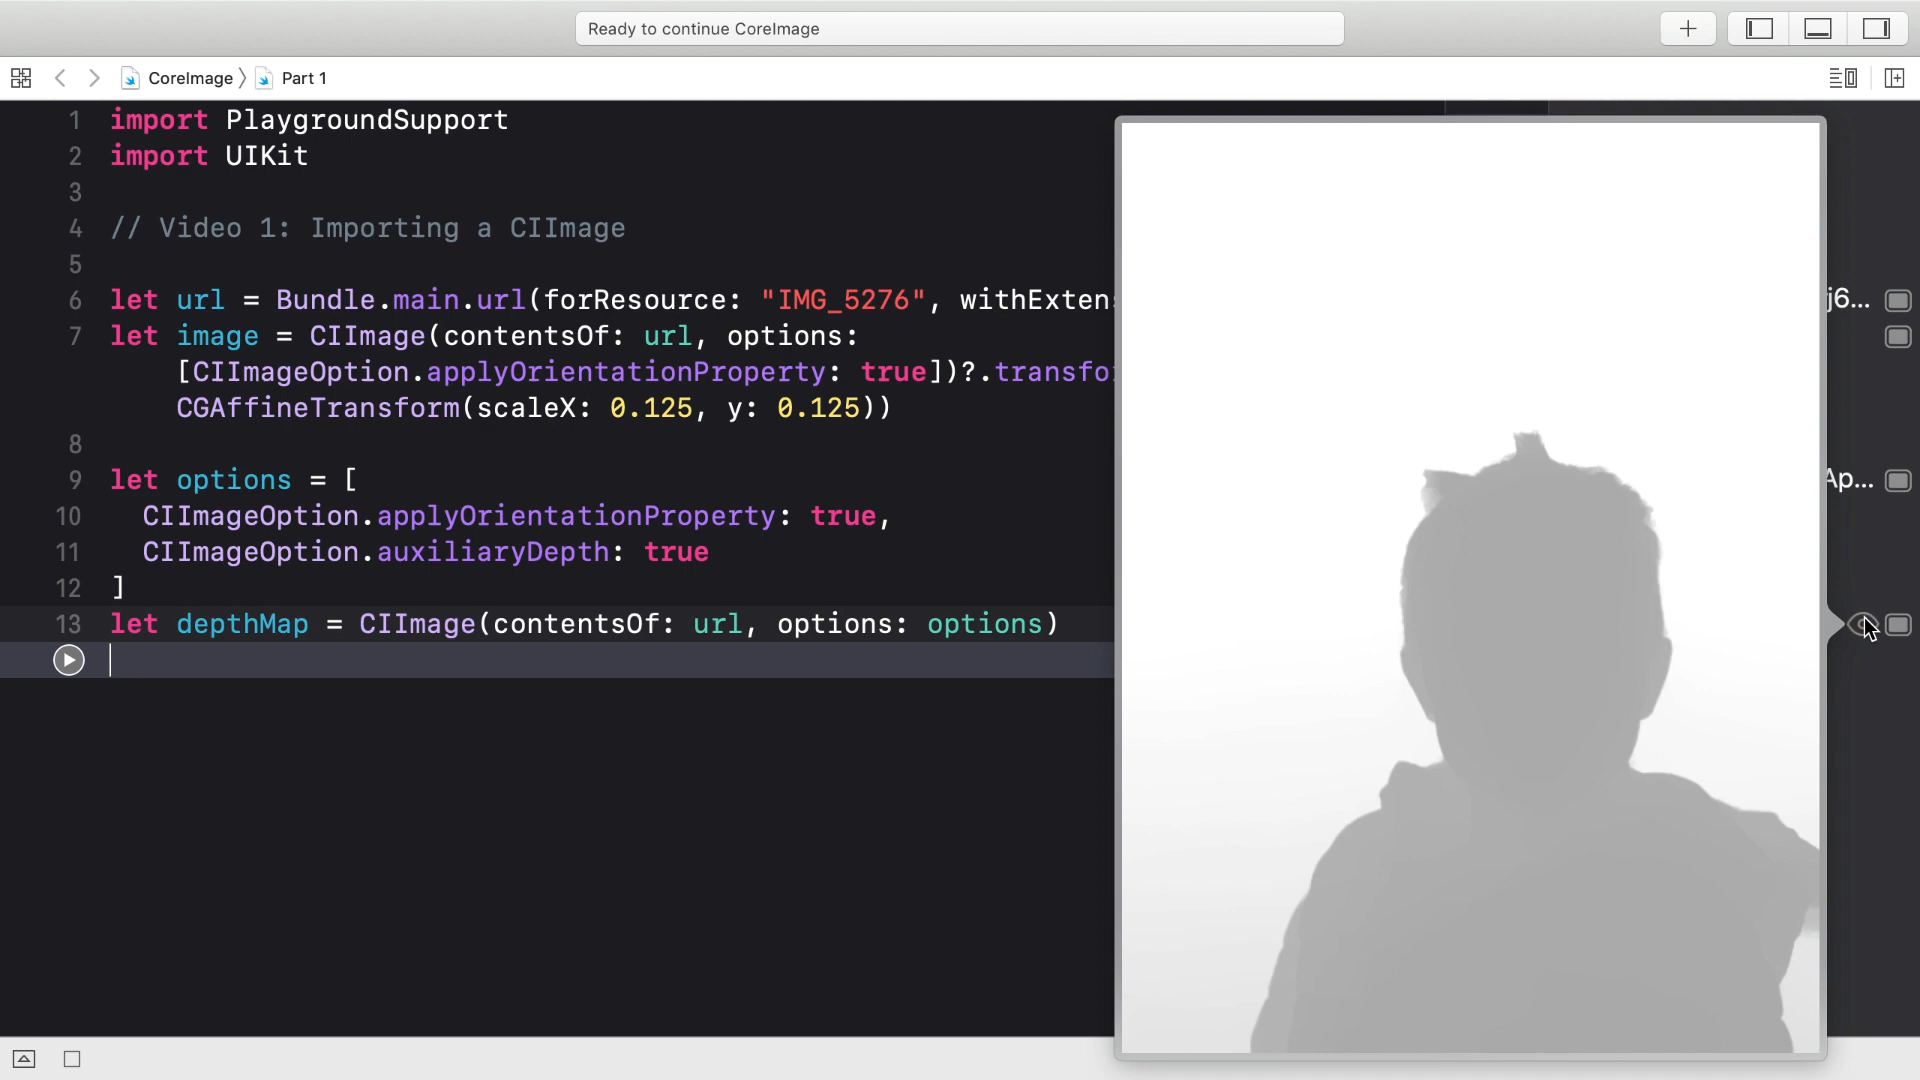 Ready to continue CoreImage
CoreImage 〉 Part 1
1 import PlaygroundSupport
2 import UIKit
3
4 // Video 1: Importing a CIImage
5
6 let url = Bundle.main.url(forResource: "IMG_5276", withExten
j6...
7 let image = CIImage(contentsOf: url, options:
[CIImageOption.applyOrientationProperty: true])?.transfo
CGAffineTransform(scaleX: 0.125, y: 0.125))
8
9 let options = [
Ap...
10 CIImageOption.applyOrientationProperty: true,
11 CIImageOption.auxiliaryDepth: true
12 ]
13 let depthMap = CIImage(contentsOf: url, options: options)